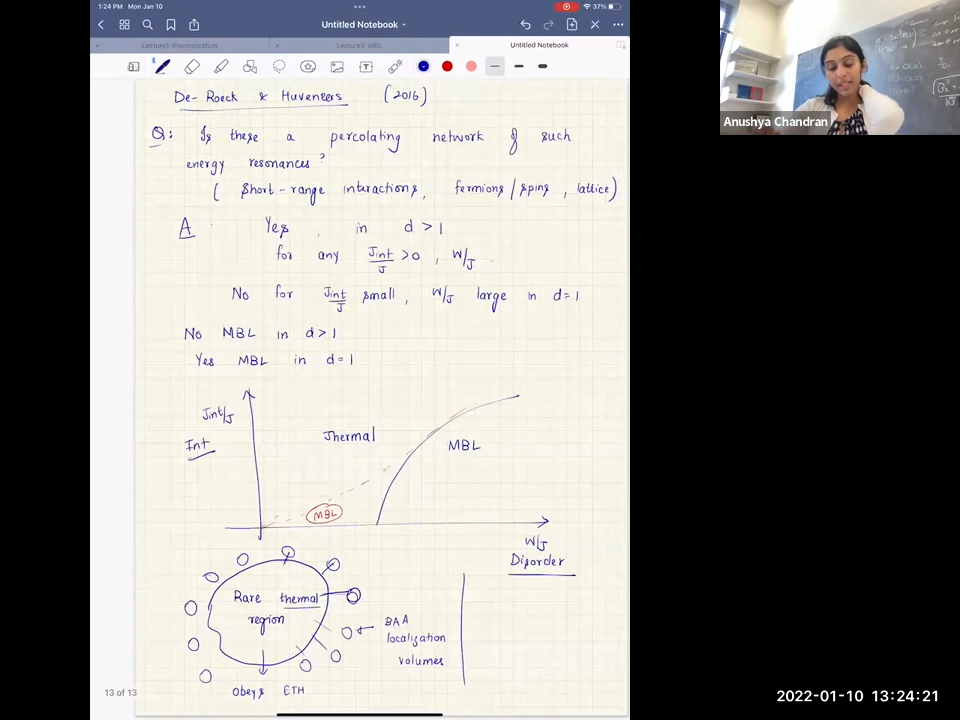 1:24 PM Mon Jan 10
37%
Untitled Notebook
Lecture1-thermalisation
Lecture2-MBL
Untitled Notebook
De-Roeck & Huveneers (2016)
Q: Is there a percolating network of such
energy resonances?
( Short-range interactions, fermions/spins, lattice)
A Yes in d > 1
for any Jint/J > 0 , W/J
No for Jint/J small, W/J large in d=1
No MBL in d > 1
Yes MBL in d=1
Jint/J
Int
Thermal
MBL
MBL
W/J
Disorder
Rare thermal
region
BAA
localization
volumes
Obeys ETH
13 of 13
Anushya Chandran
2022-01-10 13:24:21